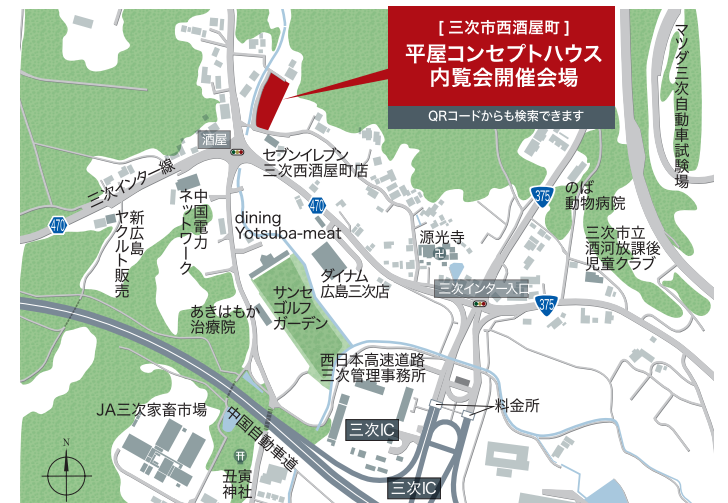 [ 三次市西酒屋町 ]
平屋コンセプトハウス
内覧会開催会場
QRコードからも検索できます
マツダ三次自動車試験場
酒屋
セブンイレブン
三次西酒屋町店
三次インター線
470
新広島
ヤクルト販売
中国電力
ネットワーク
dining
Yotsuba-meat
470
375
のば
動物病院
源光寺
三次市立
酒河放課後
児童クラブ
ダイナム
広島三次店
三次インター入口
375
サンセ
ゴルフ
ガーデン
あきはもか
治療院
西日本高速道路
三次管理事務所
料金所
JA三次家畜市場
中国自動車道
三次IC
丑寅
神社
三次IC
N